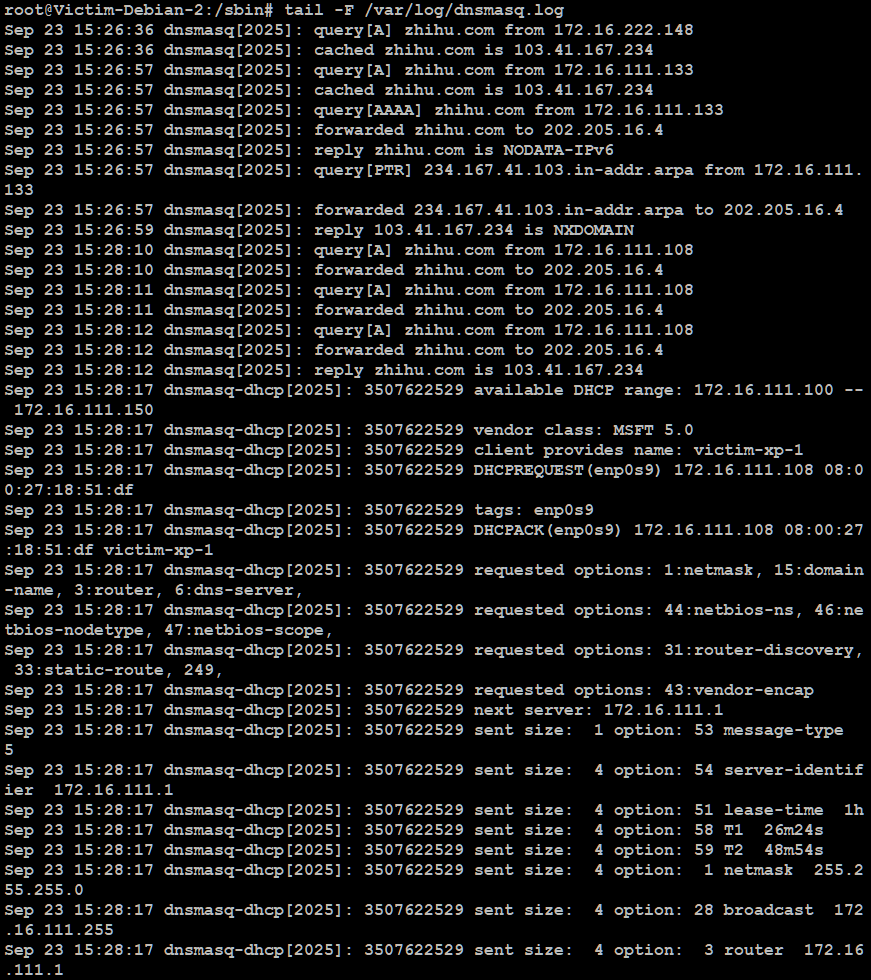 root@Victim-Debian-2:/sbin# tail -F /var/log/dnsmasq.log
Sep 23 15:26:36 dnsmasq[2025]: query[A] zhihu.com from 172.16.222.148
Sep 23 15:26:36 dnsmasq[2025]: cached zhihu.com is 103.41.167.234
Sep 23 15:26:57 dnsmasq[2025]: query[A] zhihu.com from 172.16.111.133
Sep 23 15:26:57 dnsmasq[2025]: cached zhihu.com is 103.41.167.234
Sep 23 15:26:57 dnsmasq[2025]: query[AAAA] zhihu.com from 172.16.111.133
Sep 23 15:26:57 dnsmasq[2025]: forwarded zhihu.com to 202.205.16.4
Sep 23 15:26:57 dnsmasq[2025]: reply zhihu.com is NODATA-IPv6
Sep 23 15:26:57 dnsmasq[2025]: query[PTR] 234.167.41.103.in-addr.arpa from 172.16.111.
133
Sep 23 15:26:57 dnsmasq[2025]: forwarded 234.167.41.103.in-addr.arpa to 202.205.16.4
Sep 23 15:26:59 dnsmasq[2025]: reply 103.41.167.234 is NXDOMAIN
Sep 23 15:28:10 dnsmasq[2025]: query[A] zhihu.com from 172.16.111.108
Sep 23 15:28:10 dnsmasq[2025]: forwarded zhihu.com to 202.205.16.4
Sep 23 15:28:11 dnsmasq[2025]: query[A] zhihu.com from 172.16.111.108
Sep 23 15:28:11 dnsmasq[2025]: forwarded zhihu.com to 202.205.16.4
Sep 23 15:28:12 dnsmasq[2025]: query[A] zhihu.com from 172.16.111.108
Sep 23 15:28:12 dnsmasq[2025]: forwarded zhihu.com to 202.205.16.4
Sep 23 15:28:12 dnsmasq[2025]: reply zhihu.com is 103.41.167.234
Sep 23 15:28:17 dnsmasq-dhcp[2025]: 3507622529 available DHCP range: 172.16.111.100 --
 172.16.111.150
Sep 23 15:28:17 dnsmasq-dhcp[2025]: 3507622529 vendor class: MSFT 5.0
Sep 23 15:28:17 dnsmasq-dhcp[2025]: 3507622529 client provides name: victim-xp-1
Sep 23 15:28:17 dnsmasq-dhcp[2025]: 3507622529 DHCPREQUEST(enp0s9) 172.16.111.108 08:0
0:27:18:51:df
Sep 23 15:28:17 dnsmasq-dhcp[2025]: 3507622529 tags: enp0s9
Sep 23 15:28:17 dnsmasq-dhcp[2025]: 3507622529 DHCPACK(enp0s9) 172.16.111.108 08:00:27
:18:51:df victim-xp-1
Sep 23 15:28:17 dnsmasq-dhcp[2025]: 3507622529 requested options: 1:netmask, 15:domain
-name, 3:router, 6:dns-server,
Sep 23 15:28:17 dnsmasq-dhcp[2025]: 3507622529 requested options: 44:netbios-ns, 46:ne
tbios-nodetype, 47:netbios-scope,
Sep 23 15:28:17 dnsmasq-dhcp[2025]: 3507622529 requested options: 31:router-discovery,
 33:static-route, 249,
Sep 23 15:28:17 dnsmasq-dhcp[2025]: 3507622529 requested options: 43:vendor-encap
Sep 23 15:28:17 dnsmasq-dhcp[2025]: 3507622529 next server: 172.16.111.1
Sep 23 15:28:17 dnsmasq-dhcp[2025]: 3507622529 sent size:  1 option: 53 message-type
5
Sep 23 15:28:17 dnsmasq-dhcp[2025]: 3507622529 sent size:  4 option: 54 server-identif
ier  172.16.111.1
Sep 23 15:28:17 dnsmasq-dhcp[2025]: 3507622529 sent size:  4 option: 51 lease-time  1h
Sep 23 15:28:17 dnsmasq-dhcp[2025]: 3507622529 sent size:  4 option: 58 T1  26m24s
Sep 23 15:28:17 dnsmasq-dhcp[2025]: 3507622529 sent size:  4 option: 59 T2  48m54s
Sep 23 15:28:17 dnsmasq-dhcp[2025]: 3507622529 sent size:  4 option:  1 netmask  255.2
55.255.0
Sep 23 15:28:17 dnsmasq-dhcp[2025]: 3507622529 sent size:  4 option: 28 broadcast  172
.16.111.255
Sep 23 15:28:17 dnsmasq-dhcp[2025]: 3507622529 sent size:  4 option:  3 router  172.16
.111.1